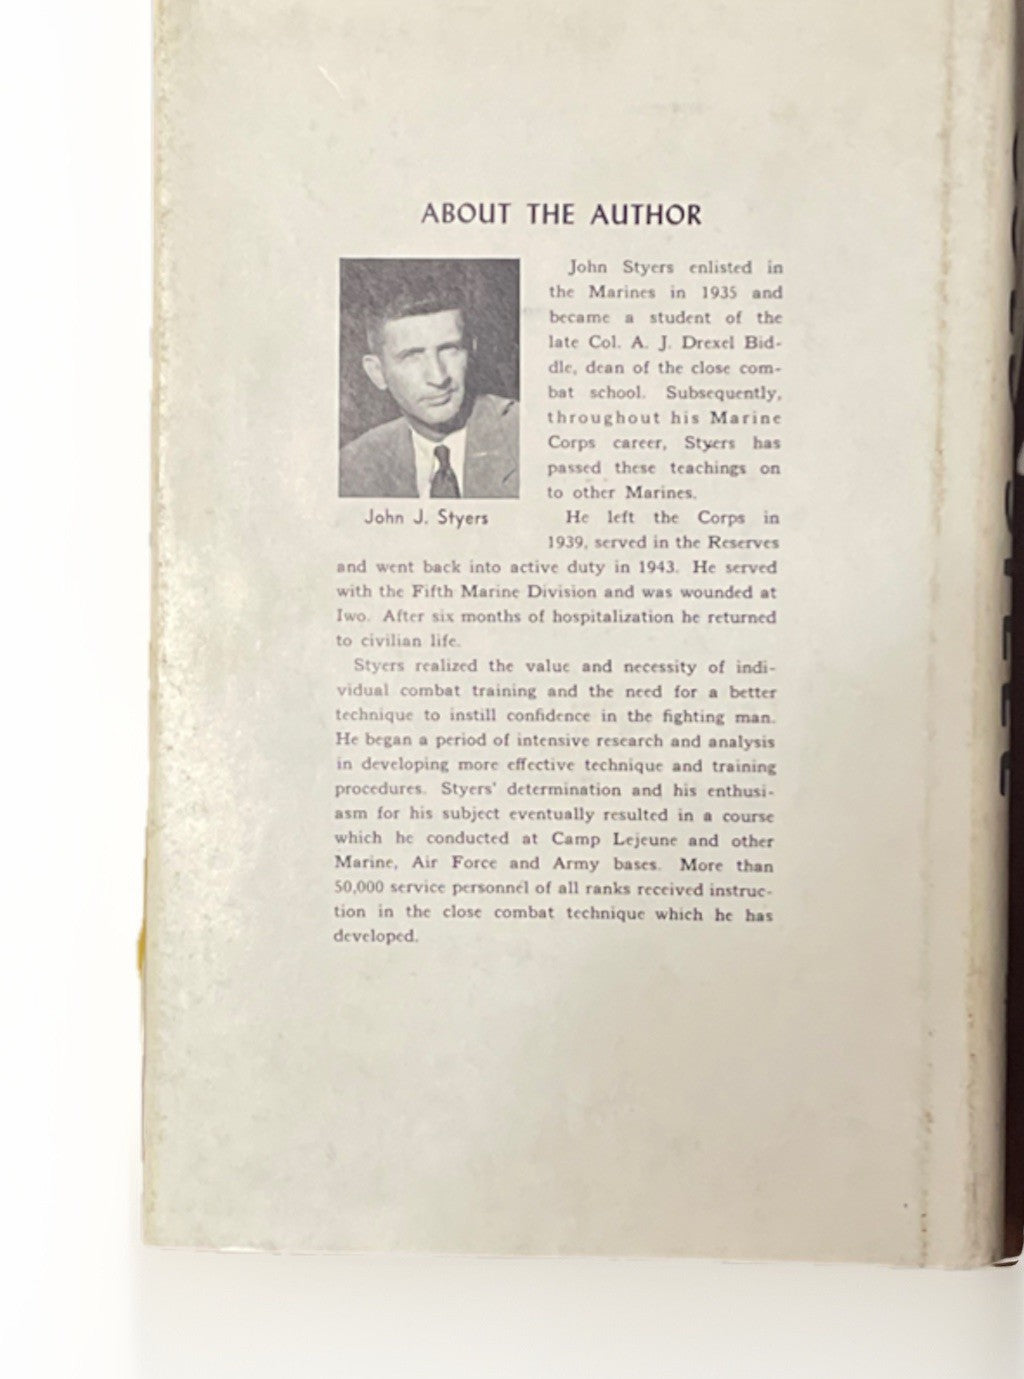 ABOUT THE AUTHOR
John Styers enlisted in
the Marines in 1935 and
became a student of the
late Col. A. J. Drexel Bid-
dle, dean of the close com-
bat school. Subsequently,
throughout his Marine
Corps career, Styers has
passed these teachings on
to other Marines.
John J. Styers
He left the Corps in
1939, served in the Reserves
and went back into active duty in 1943. He served
with the Fifth Marine Division and was wounded at
Iwo. After six months of hospitalization he returned
to civilian life.
Styers realized the value and necessity of indi-
vidual combat training and the need for a better
technique to instill confidence in the fighting man.
He began a period of intensive research and analysis
in developing more effective technique and training
procedures. Styers' determination and his enthusi-
asm for his subject eventually resulted in a course
which he conducted at Camp Lejeune and other
Marine, Air Force and Army bases. More than
50,000 service personnel of all ranks received instruc-
tion in the close combat technique which he has
developed.